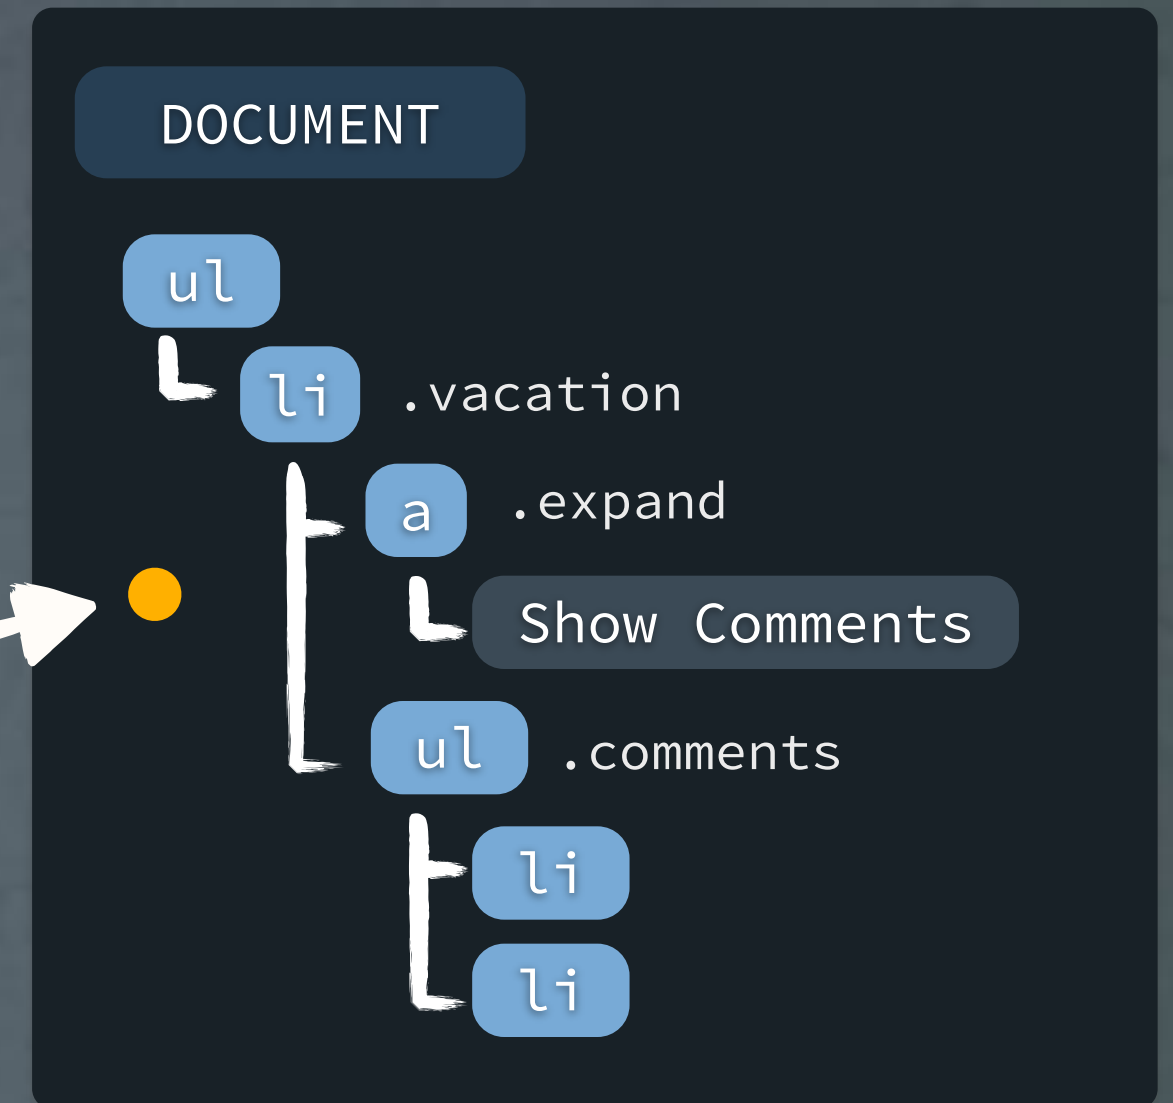 DOCUMENT
ul
li .vacation
a .expand
Show Comments
ul .comments
li
li